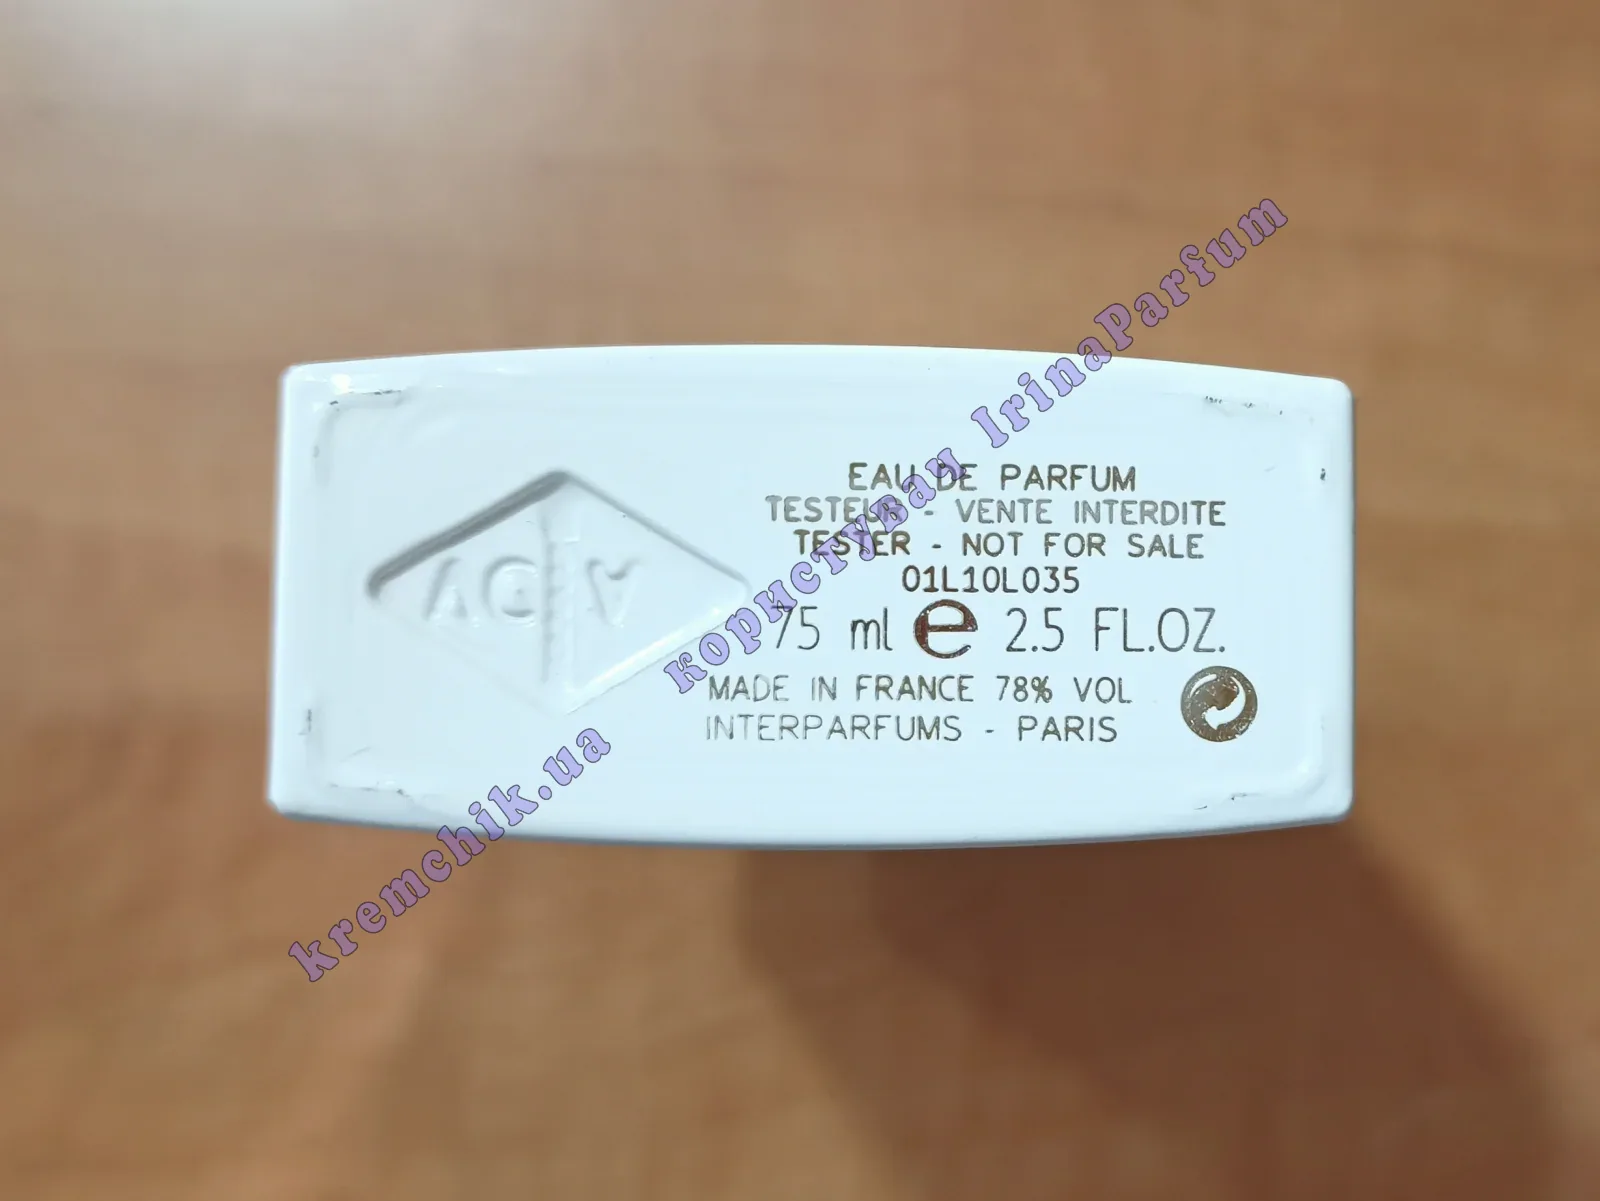 EAU DE PARFUM
TESTEUR - VENTE INTERDITE
TESTER - NOT FOR SALE
01L10L035
75 ml e 2.5 FL.OZ.
MADE IN FRANCE 78% VOL
INTERPARFUMS - PARIS
kremchik.ua користувач IrinaParfum